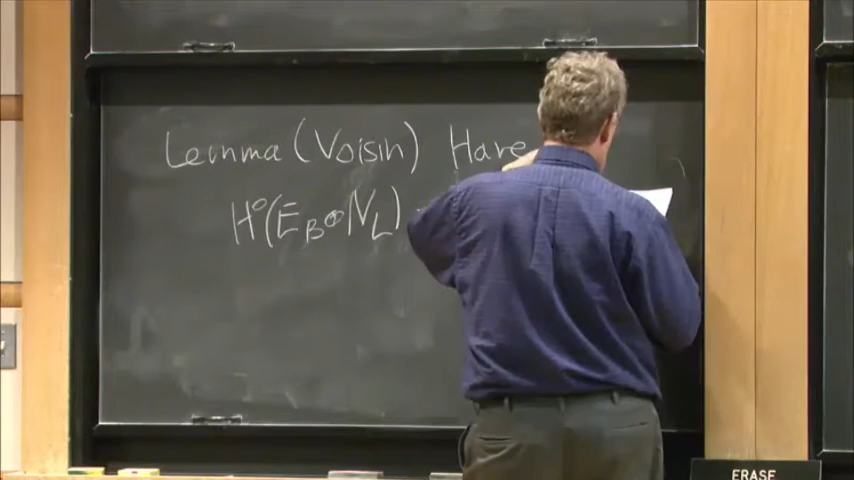 Lemma (Voisin) Have
H⁰(E_B ⊕ N_L)
ERASE